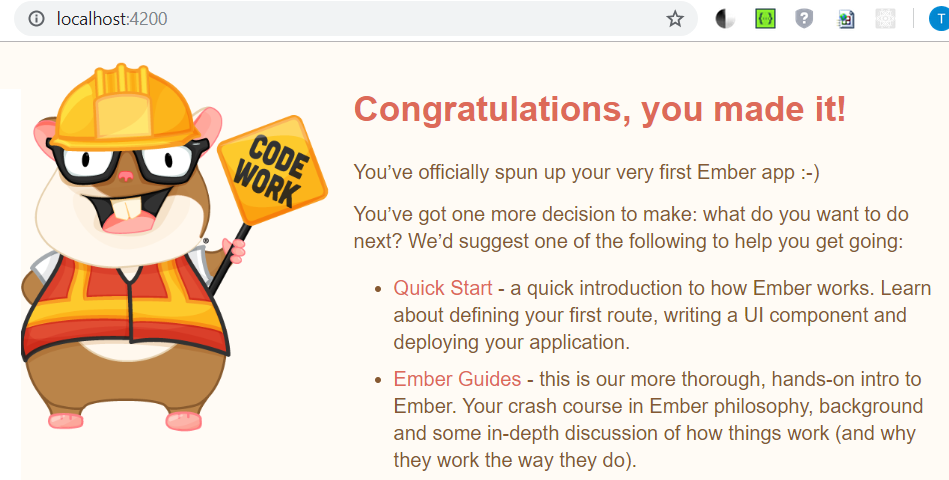 localhost:4200
T
CODE
WORK
Congratulations, you made it!
You’ve officially spun up your very first Ember app :-)
You’ve got one more decision to make: what do you want to do
next? We’d suggest one of the following to help you get going:
• Quick Start - a quick introduction to how Ember works. Learn
about defining your first route, writing a UI component and
deploying your application.
• Ember Guides - this is our more thorough, hands-on intro to
Ember. Your crash course in Ember philosophy, background
and some in-depth discussion of how things work (and why
they work the way they do).